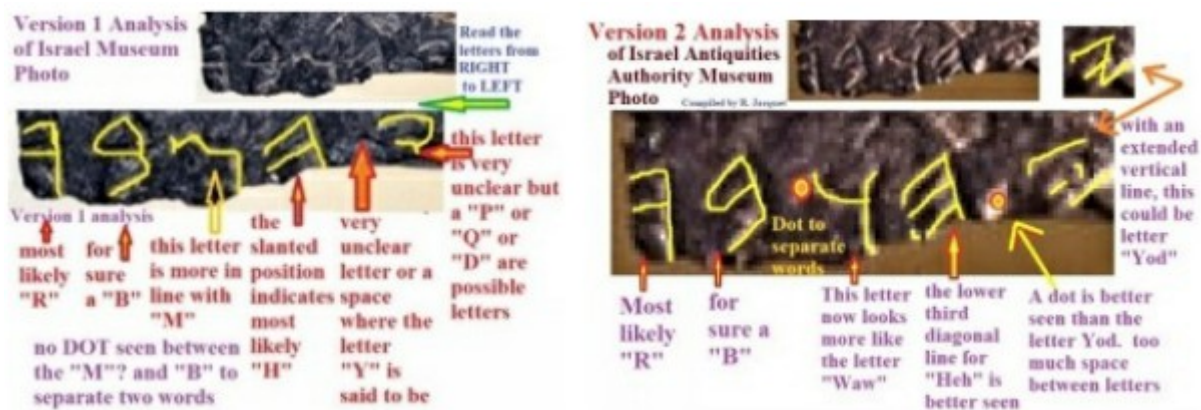 Version 1 Analysis
of Israel Museum
Photo
Read the
letters from
RIGHT
to LEFT
this letter
is very
unclear but
a "P" or
"Q" or
"D" are
possible
letters
Version 1 analysis
most
likely
"R"
for
sure
a "B"
this letter
is more in
line with
"M"
the
slanted
position
indicates
most
likely
"H"
very
unclear
letter or a
space
where the
letter
"Y" is
said to be
no DOT seen between
the "M"? and "B" to
separate two words
Version 2 Analysis
of Israel Antiquities
Authority Museum
Photo
Compiled by R. Jacquet
with an
extended
vertical
line, this
could be
letter
"Yod"
Dot to
separate
words
Most
likely
"R"
for
sure a
"B"
This letter
now looks
more like
the letter
"Waw"
the lower
third
diagonal
line for
"Heh" is
better seen
A dot is better
seen than the
letter Yod. too
much space
between letters